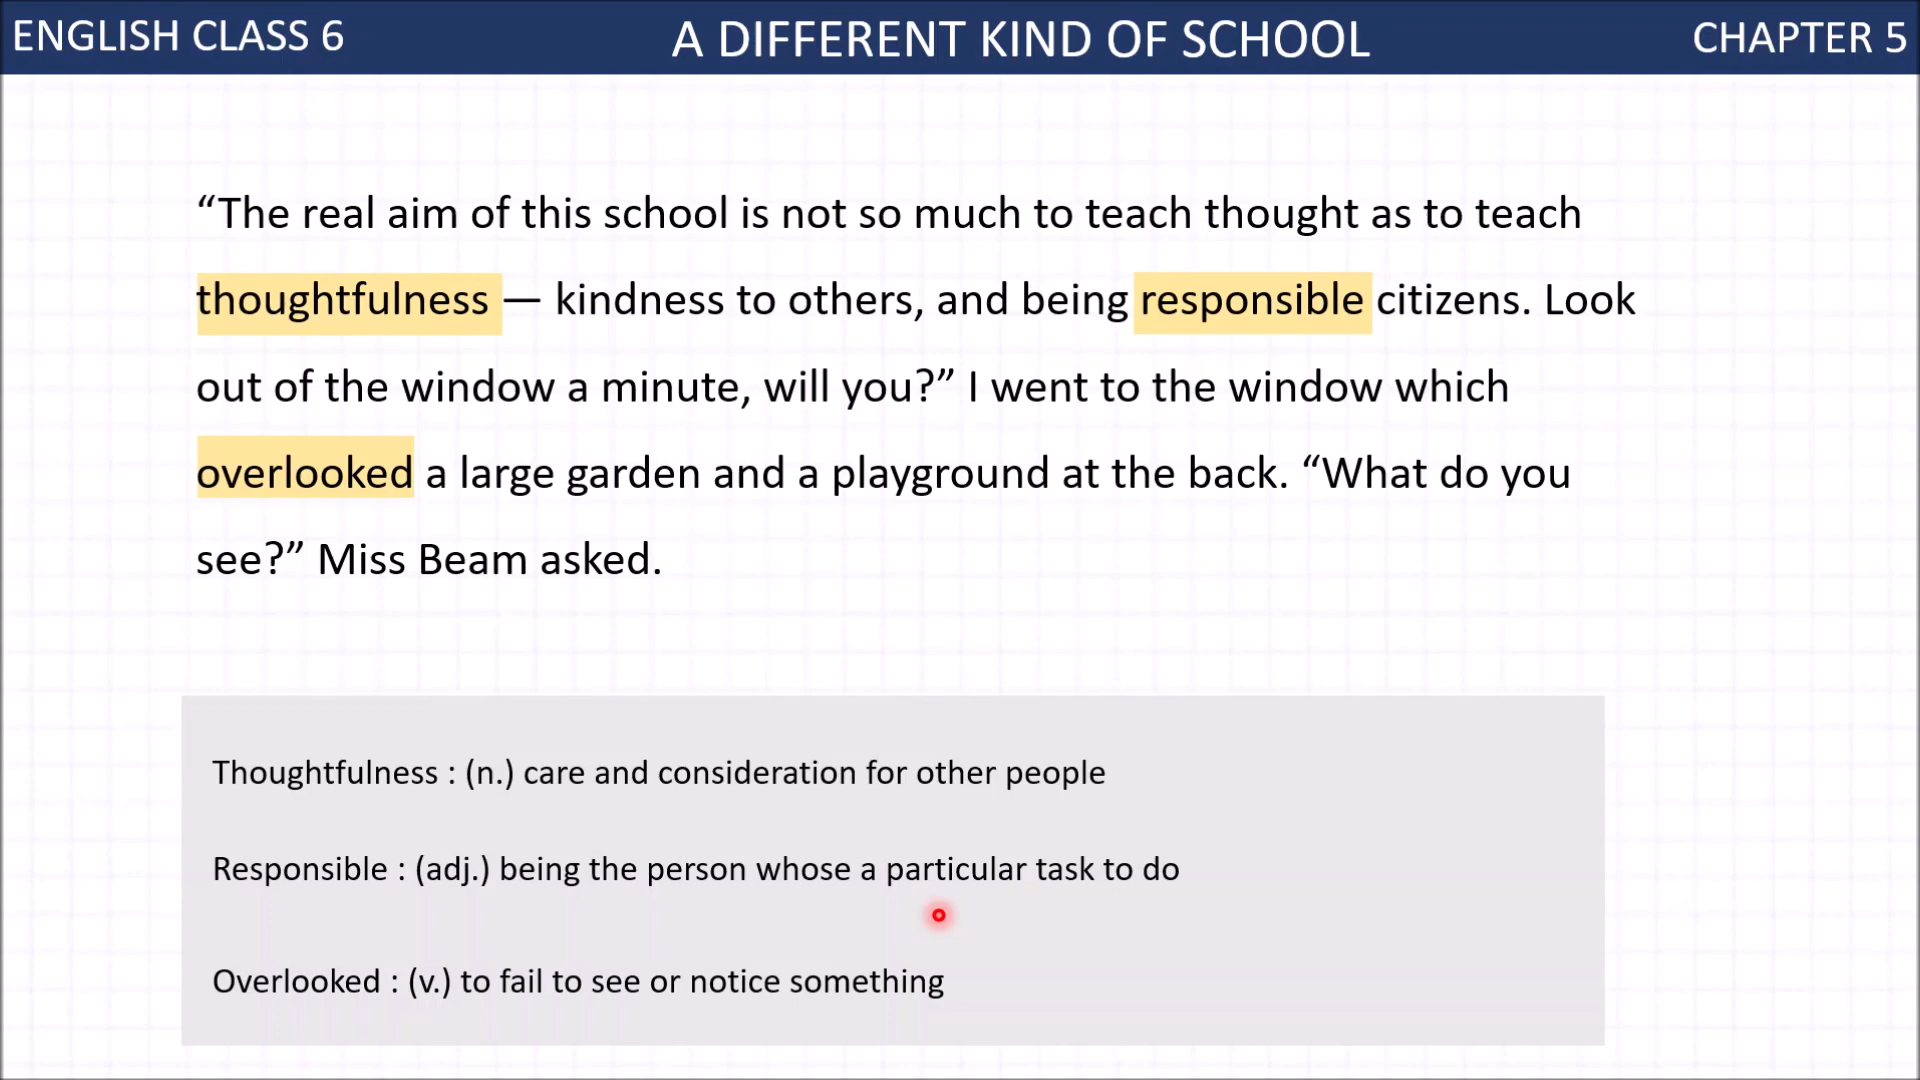 ENGLISH CLASS 6
A DIFFERENT KIND OF SCHOOL
CHAPTER 5
“The real aim of this school is not so much to teach thought as to teach
thoughtfulness — kindness to others, and being responsible citizens. Look
out of the window a minute, will you?” I went to the window which
overlooked a large garden and a playground at the back. “What do you
see?” Miss Beam asked.
Thoughtfulness : (n.) care and consideration for other people
Responsible : (adj.) being the person whose a particular task to do
Overlooked : (v.) to fail to see or notice something